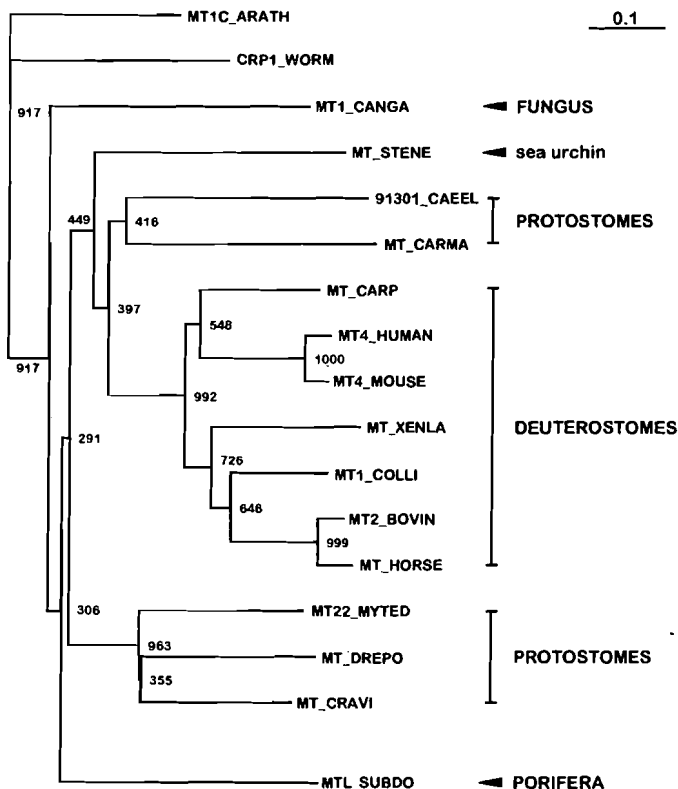 MT1C_ARATH
0.1
CRP1_WORM
917
MT1_CANGA
FUNGUS
MT_STENE
sea urchin
449
91301_CAEEL
416
PROTOSTOMES
MT_CARMA
397
MT_CARP
548
MT4_HUMAN
1000
917
MT4_MOUSE
992
MT_XENLA
DEUTEROSTOMES
291
726
MT1_COLLI
648
MT2_BOVIN
999
MT_HORSE
306
MT22_MYTED
963
MT_DREPO
PROTOSTOMES
355
MT_CRAVI
MTL_SUBDO
PORIFERA